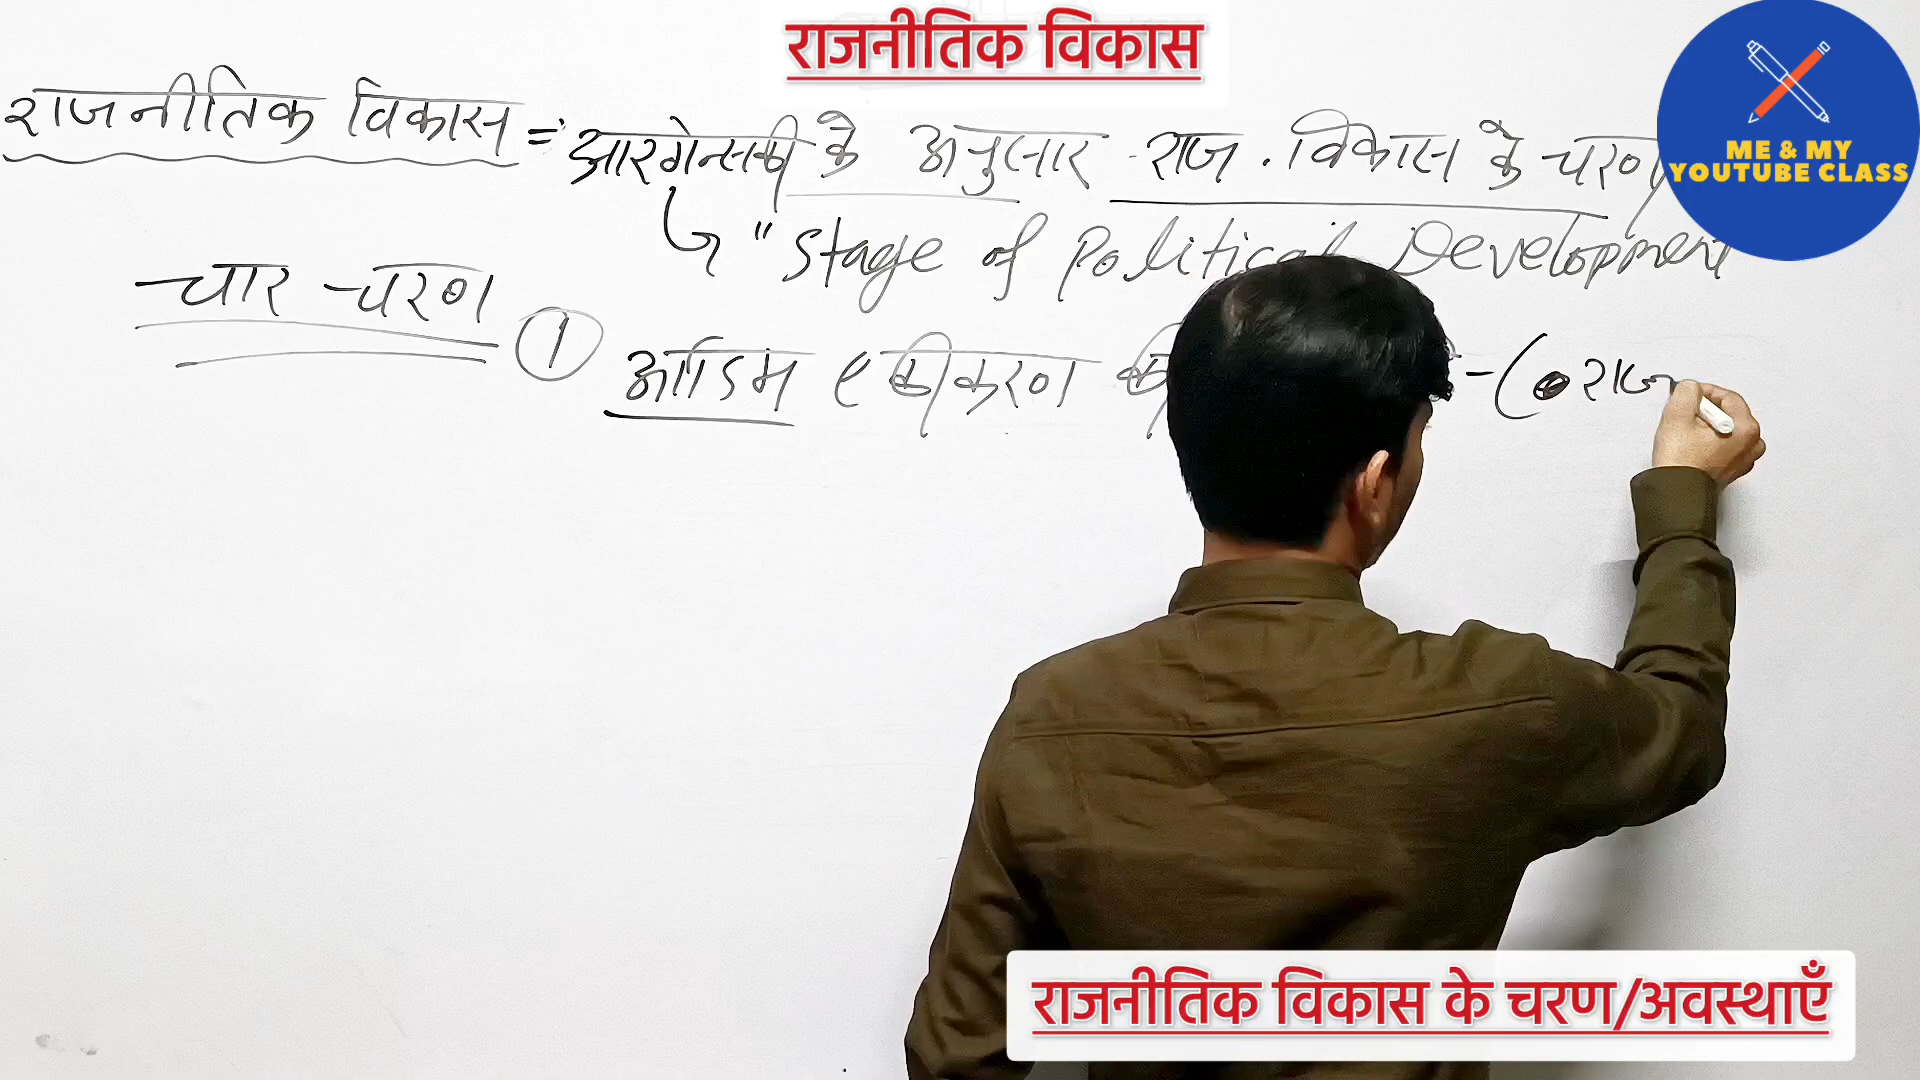 राजनीतिक विकास
ME & MY
YOUTUBE CLASS
राजनीतिक विकास = आरगेन्सकी के अनुसार - राज. विकास के चरण
" Stage of Political Development
चार चरण
① आदिम एकीकरण की - ( राज
राजनीतिक विकास के चरण/अवस्थाएँ